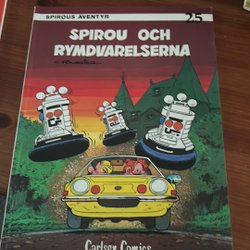 SPIROUS ÄVENTYR 25
SPIROU OCH
RYMDVARELSERNA
Carlsen Comics